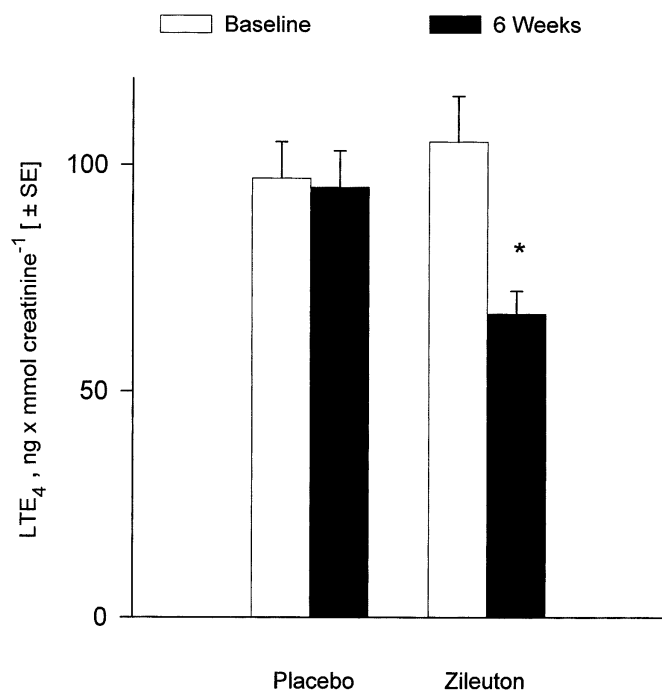 Baseline 6 Weeks
LTE₄ , ng x mmol creatinine⁻¹ [ ± SE]
100
*
50
0
Placebo Zileuton